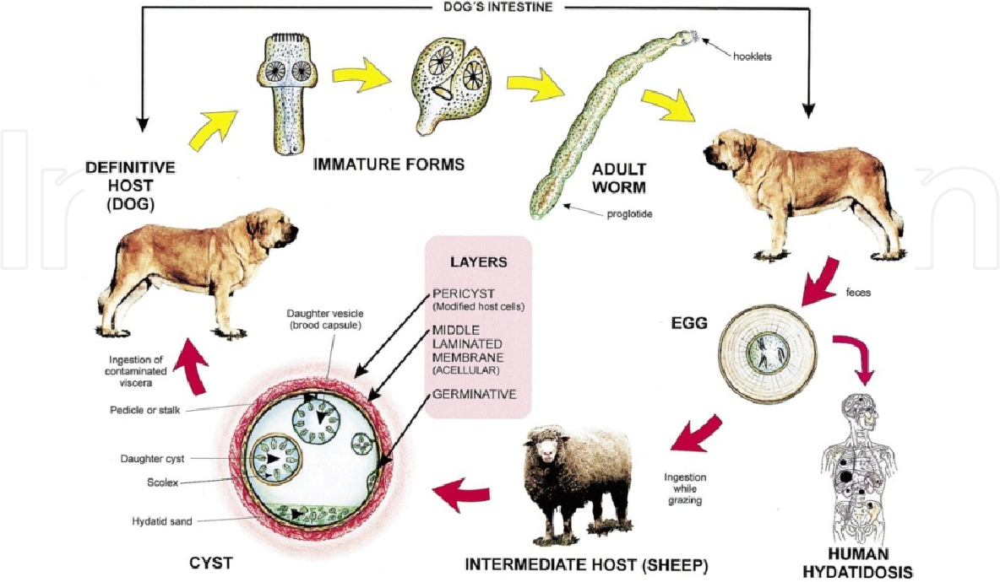 DOG´S INTESTINE
hooklets
IMMATURE FORMS
ADULT
WORM
proglotide
DEFINITIVE
HOST
(DOG)
LAYERS
PERICYST
(Modified host cells)
MIDDLE
LAMINATED
MEMBRANE
(ACELLULAR)
GERMINATIVE
feces
EGG
Daughter vesicle
(brood capsule)
Ingestion of
contaminated
viscera
Pedicle or stalk
Daughter cyst
Scolex
Hydatid sand
CYST
Ingestion
while
grazing
INTERMEDIATE HOST (SHEEP)
HUMAN
HYDATIDOSIS